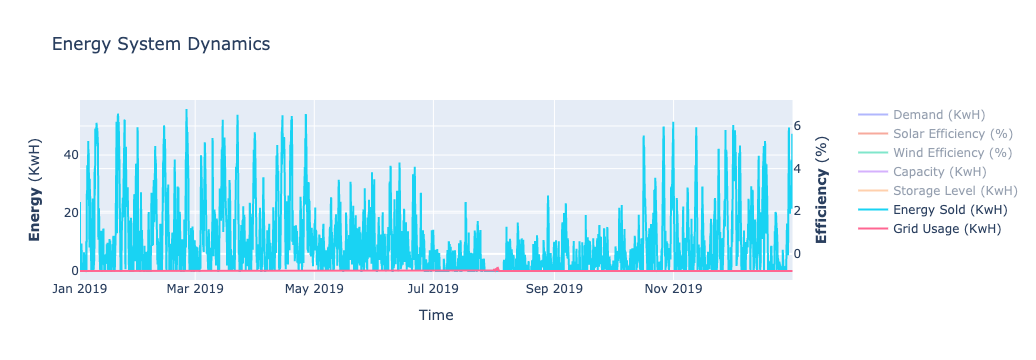 Energy System Dynamics
Energy (KwH)
40
20
0
6
4
2
0
Efficiency (%)
Jan 2019 Mar 2019 May 2019 Jul 2019 Sep 2019 Nov 2019
Time
Demand (KwH)
Solar Efficiency (%)
Wind Efficiency (%)
Capacity (KwH)
Storage Level (KwH)
Energy Sold (KwH)
Grid Usage (KwH)